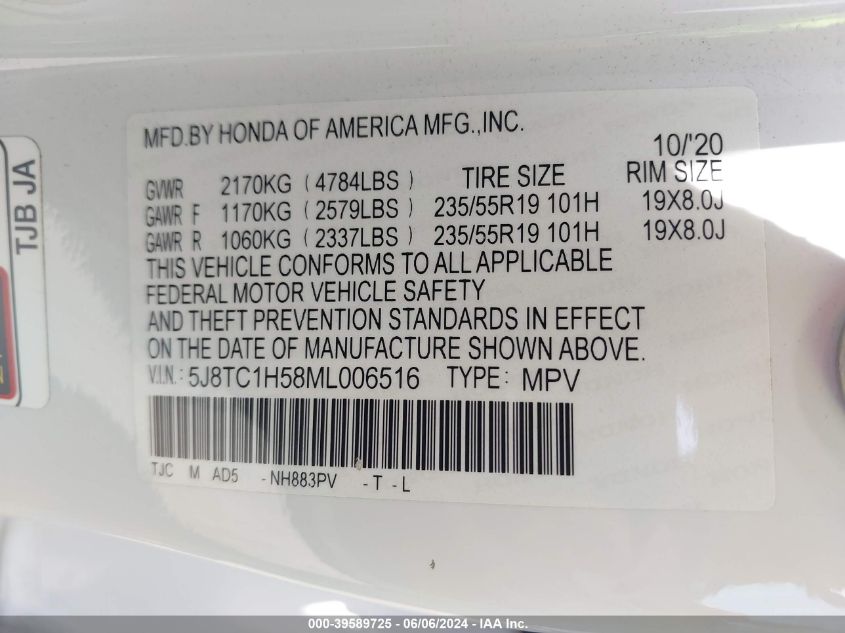 TJB JA
MFD.BY HONDA OF AMERICA MFG.,INC.
10/'20
GVWR 2170KG (4784LBS) TIRE SIZE RIM SIZE
GAWR F 1170KG (2579LBS) 235/55R19 101H 19X8.0J
GAWR R 1060KG (2337LBS) 235/55R19 101H 19X8.0J
THIS VEHICLE CONFORMS TO ALL APPLICABLE
FEDERAL MOTOR VEHICLE SAFETY
AND THEFT PREVENTION STANDARDS IN EFFECT
ON THE DATE OF MANUFACTURE SHOWN ABOVE.
V.I.N.: 5J8TC1H58ML006516 TYPE: MPV
TJC M AD5 -NH883PV -T -L
000-39589725 - 06/06/2024 - IAA Inc.